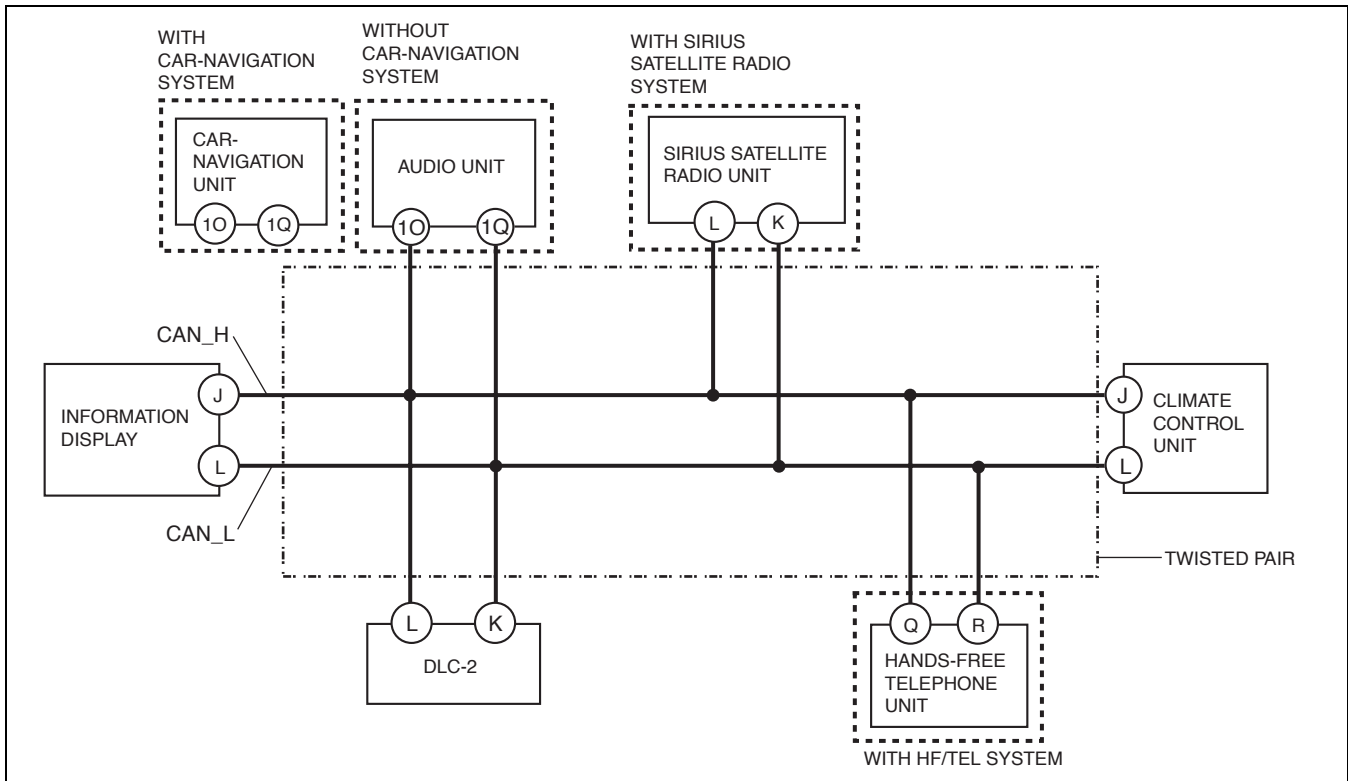 WITH
CAR-NAVIGATION
SYSTEM
WITHOUT
CAR-NAVIGATION
SYSTEM
WITH SIRIUS
SATELLITE RADIO
SYSTEM
CAR-
NAVIGATION
UNIT
1O 1Q
AUDIO UNIT
1O 1Q
SIRIUS SATELLITE
RADIO UNIT
L K
CAN_H
INFORMATION
DISPLAY
J
L
CAN_L
J
L
CLIMATE
CONTROL
UNIT
TWISTED PAIR
L K
DLC-2
Q R
HANDS-FREE
TELEPHONE
UNIT
WITH HF/TEL SYSTEM